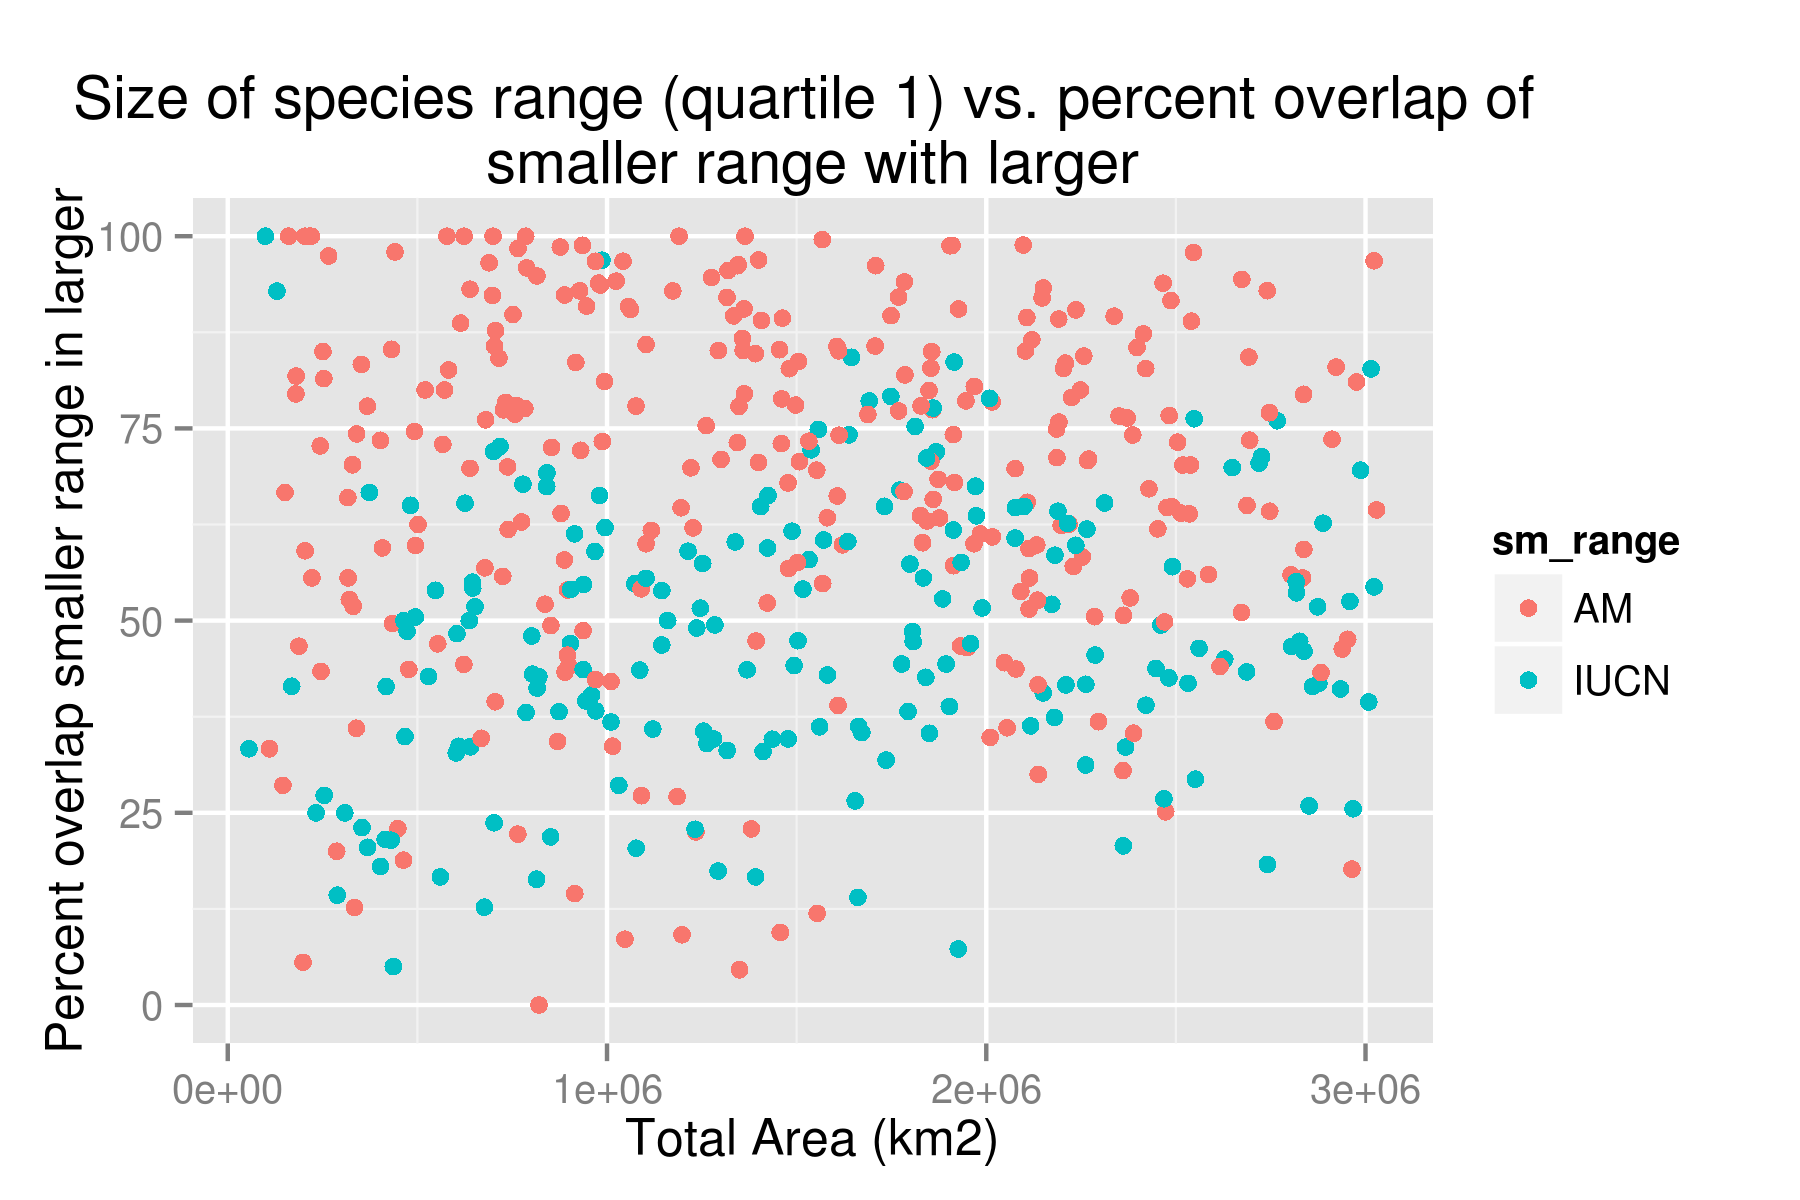 Size of species range (quartile 1) vs. percent overlap of
smaller range with larger
Percent overlap smaller range in larger
100
75
50
25
0
0e+00
1e+06
2e+06
3e+06
Total Area (km2)
sm_range
AM
IUCN